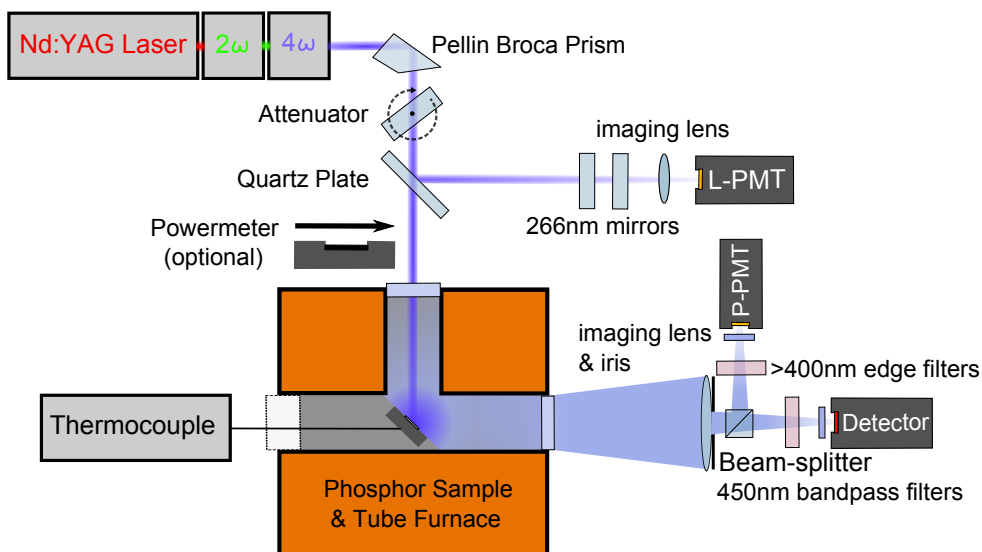 Nd:YAG Laser
2ω
4ω
Pellin Broca Prism
Attenuator
imaging lens
Quartz Plate
L-PMT
266nm mirrors
Powermeter
(optional)
P-PMT
imaging lens
& iris
>400nm edge filters
Thermocouple
Detector
Beam-splitter
450nm bandpass filters
Phosphor Sample
& Tube Furnace